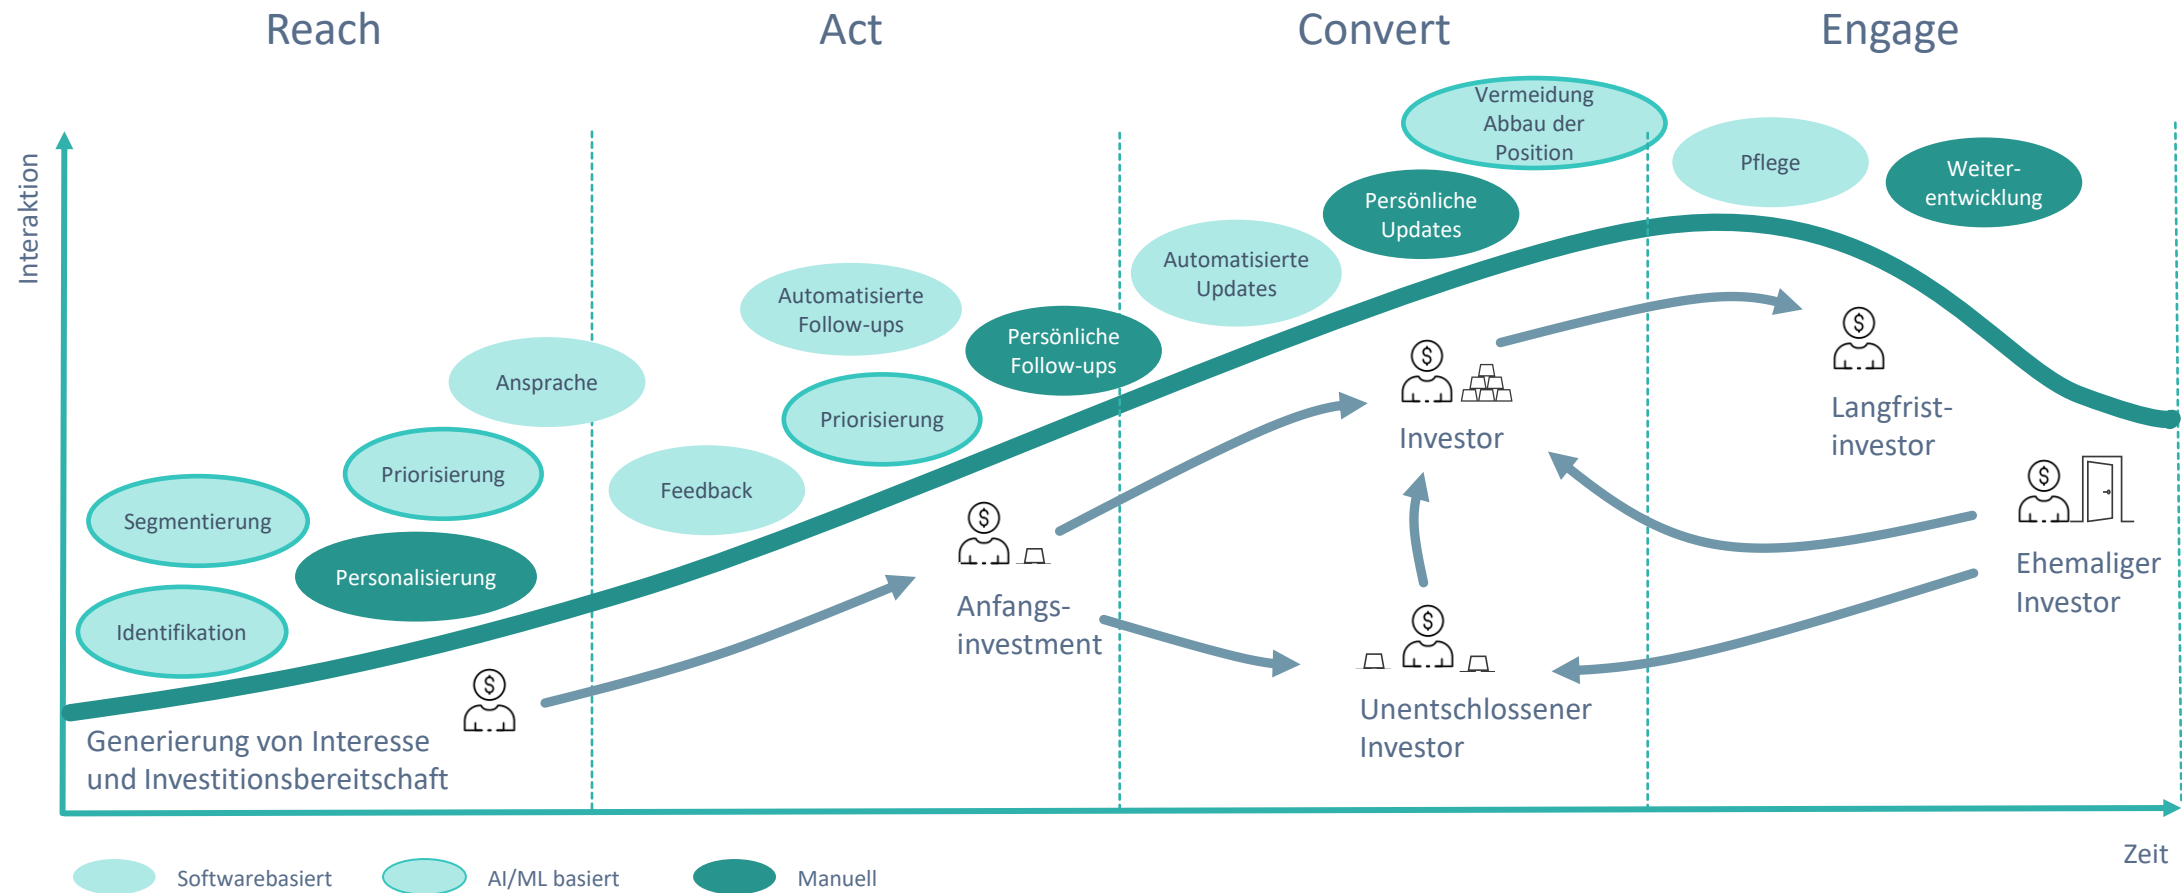 Reach
Act
Convert
Engage
Interaktion
Vermeidung
Abbau der
Position
Pflege
Weiter-
entwicklung
Persönliche
Updates
Automatisierte
Updates
Automatisierte
Follow-ups
Persönliche
Follow-ups
Ansprache
Priorisierung
Priorisierung
Feedback
Segmentierung
Personalisierung
Identifikation
Investor
Langfrist-
investor
Ehemaliger
Investor
Anfangs-
investment
Unentschlossener
Investor
Generierung von Interesse
und Investitionsbereitschaft
Zeit
Softwarebasiert
AI/ML basiert
Manuell